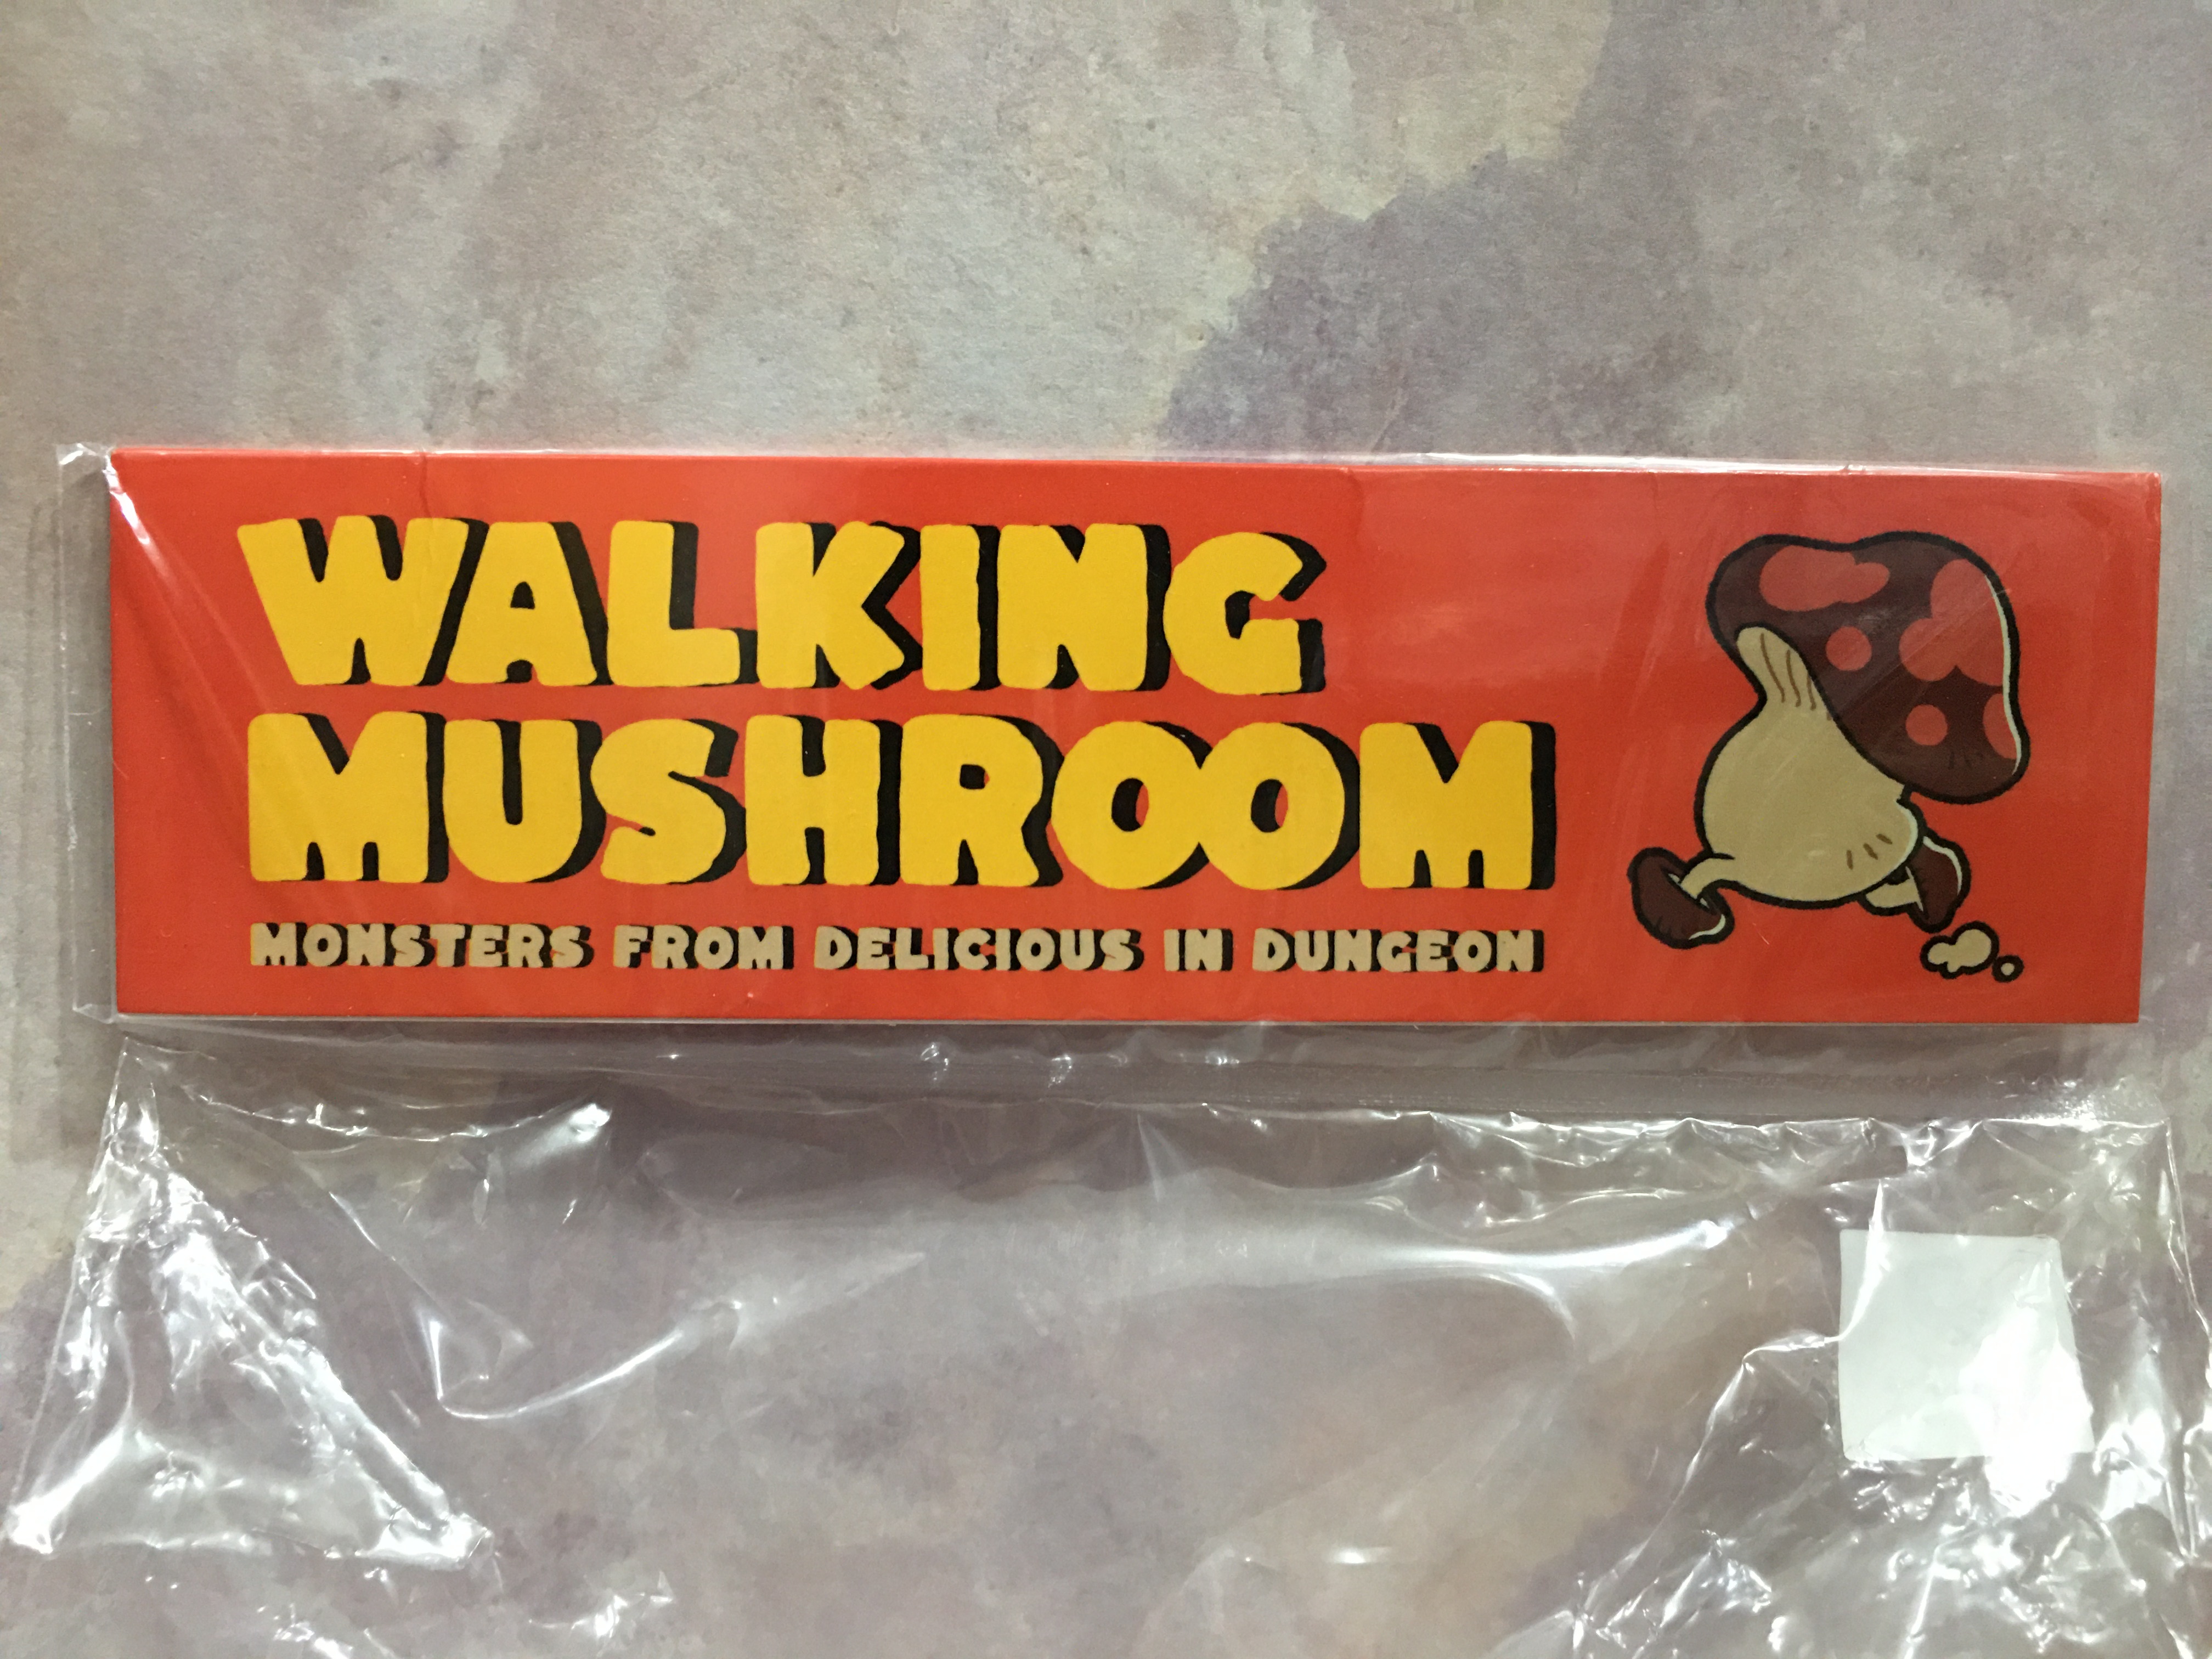 WALKING
MUSHROOM
MONSTERS FROM DELICIOUS IN DUNGEON